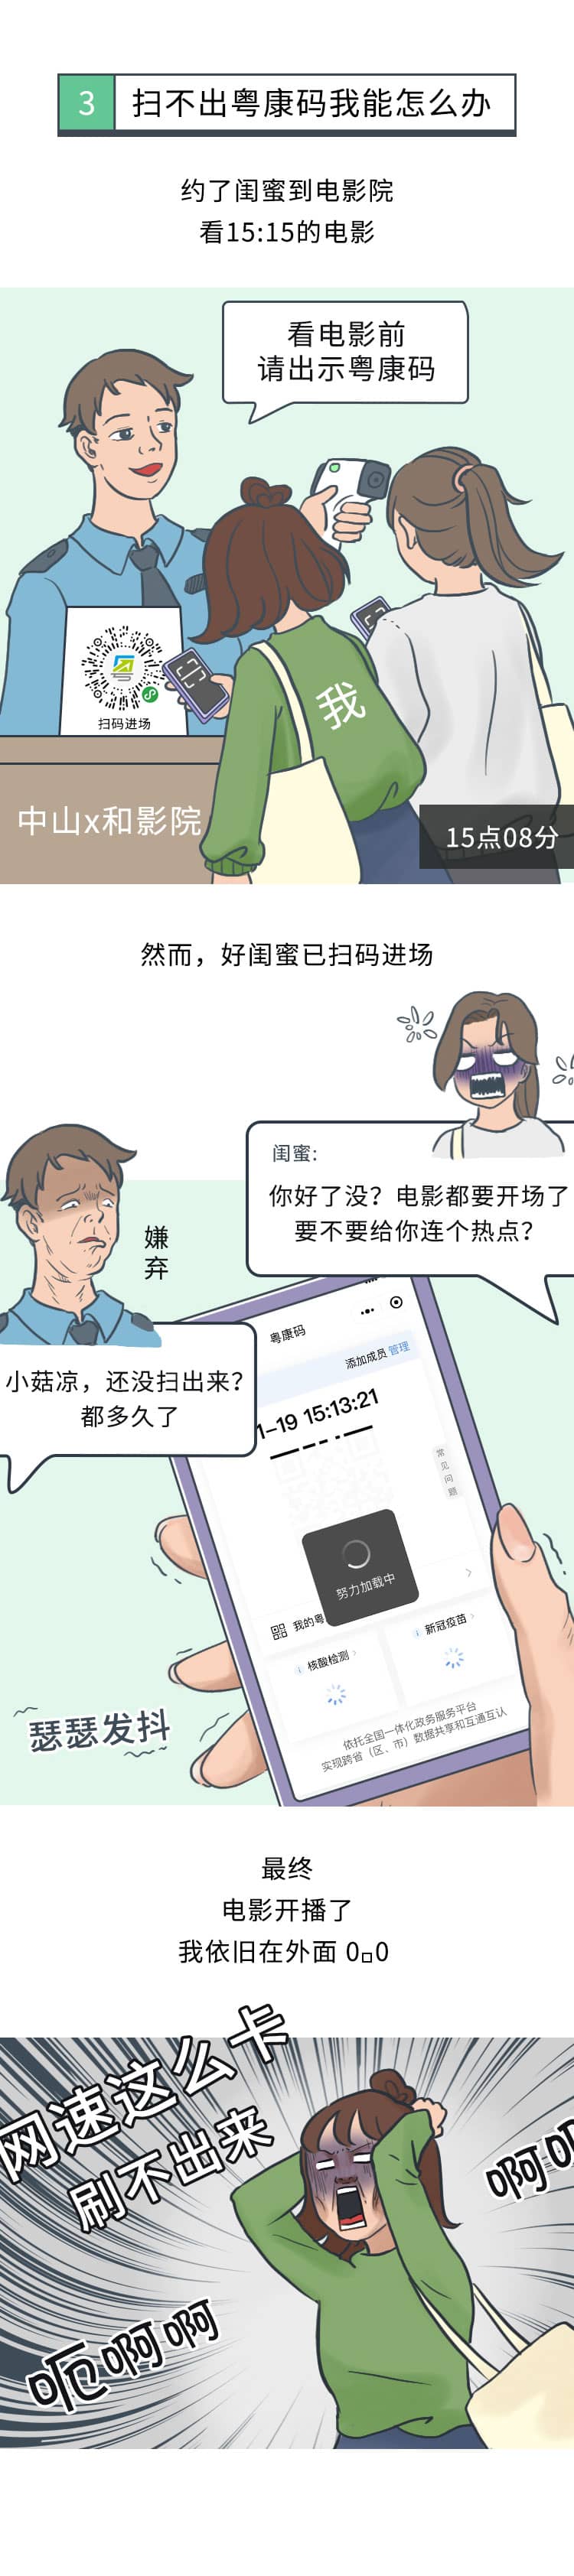 3 扫不出粤康码我能怎么办
约了闺蜜到电影院
看15:15的电影
看电影前
请出示粤康码
扫码进场
我
中山x和影院
15点08分
然而，好闺蜜已扫码进场
闺蜜:
你好了没？电影都要开场了
要不要给你连个热点？
嫌弃
小菇凉，还没扫出来？
都多久了
粤康码
添加成员 管理
1-19 15:13:21
常见问题
努力加载中
我的粤
核酸检测
新冠疫苗
依托全国一体化政务服务平台
实现跨省（区、市）数据共享和互通互认
瑟瑟发抖
最终
电影开播了
我依旧在外面 0□0
网速这么卡
刷不出来
啊
呃啊啊